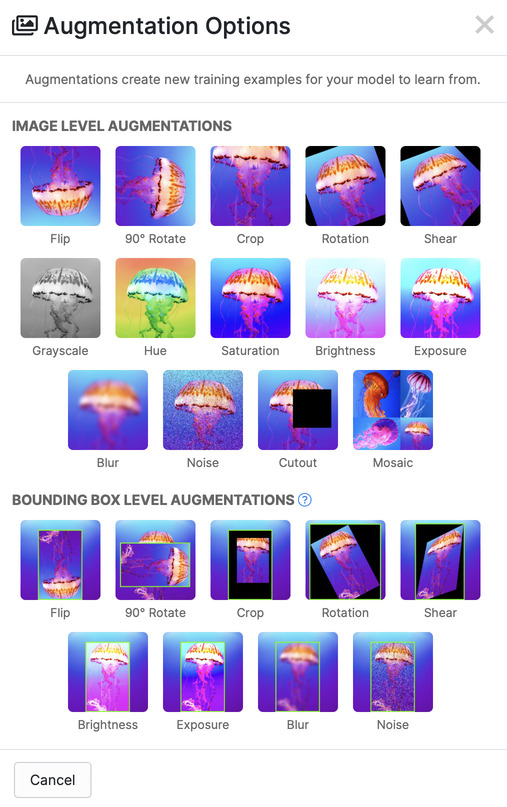 Augmentation Options
Augmentations create new training examples for your model to learn from.
IMAGE LEVEL AUGMENTATIONS
Flip 90° Rotate Crop Rotation Shear
Grayscale Hue Saturation Brightness Exposure
Blur Noise Cutout Mosaic
BOUNDING BOX LEVEL AUGMENTATIONS ?
Flip 90° Rotate Crop Rotation Shear
Brightness Exposure Blur Noise
Cancel